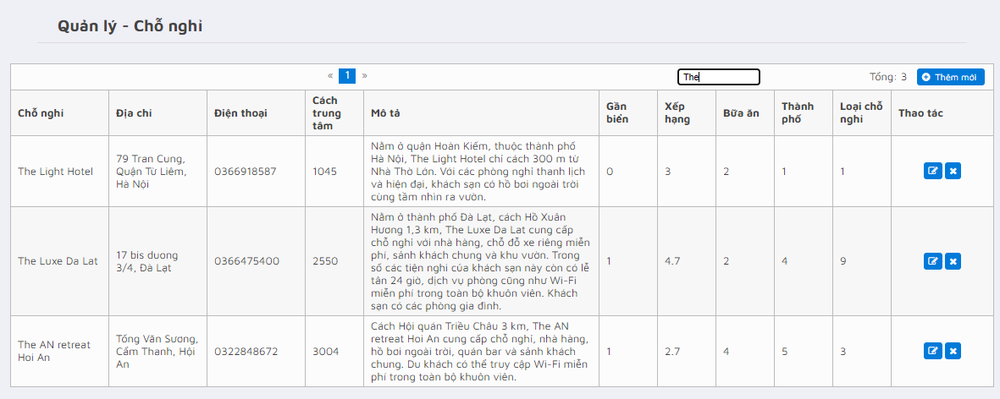 Quản lý - Chỗ nghỉ
« 1 » The Tổng: 3 Thêm mới
Chỗ nghỉ
Địa chỉ
Điện thoại
Cách
trung
tâm
Mô tả
Gần
biển
Xếp
hạng
Bữa ăn
Thành
phố
Loại chỗ
nghỉ
Thao tác
The Light Hotel
79 Tran Cung,
Quận Từ Liêm,
Hà Nội
0366918587
1045
Nằm ở quận Hoàn Kiếm, thuộc thành phố
Hà Nội, The Light Hotel chỉ cách 300 m từ
Nhà Thờ Lớn. Với các phòng nghỉ thanh lịch
và hiện đại, khách sạn có hồ bơi ngoài trời
cùng tầm nhìn ra vườn.
0
3
2
1
1
The Luxe Da Lat
17 bis duong
3/4, Đà Lạt
0366475400
2550
Nằm ở thành phố Đà Lạt, cách Hồ Xuân
Hương 1,3 km, The Luxe Da Lat cung cấp
chỗ nghỉ với nhà hàng, chỗ đỗ xe riêng miễn
phí, sảnh khách chung và khu vườn. Trong
số các tiện nghi của khách sạn này còn có lễ
tân 24 giờ, dịch vụ phòng cũng như Wi-Fi
miễn phí trong toàn bộ khuôn viên. Khách
sạn có các phòng gia đình.
1
4.7
2
4
9
The AN retreat
Hoi An
Tống Văn Sương,
Cẩm Thanh, Hội
An
0322848672
3004
Cách Hội quán Triều Châu 3 km, The AN
retreat Hoi An cung cấp chỗ nghỉ, nhà hàng,
hồ bơi ngoài trời, quán bar và sảnh khách
chung. Du khách có thể truy cập Wi-Fi miễn
phí trong toàn bộ khuôn viên.
1
2.7
4
5
3